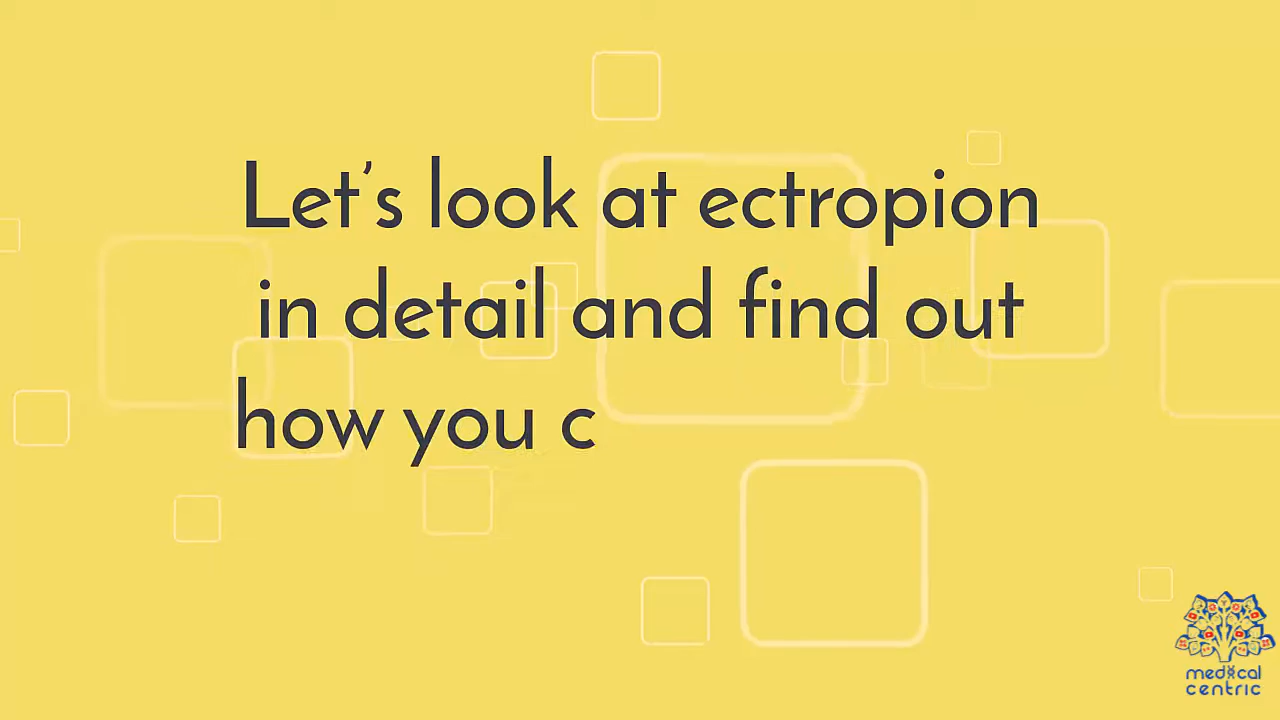 Let’s look at ectropion
in detail and find out
how you c
medical
centric